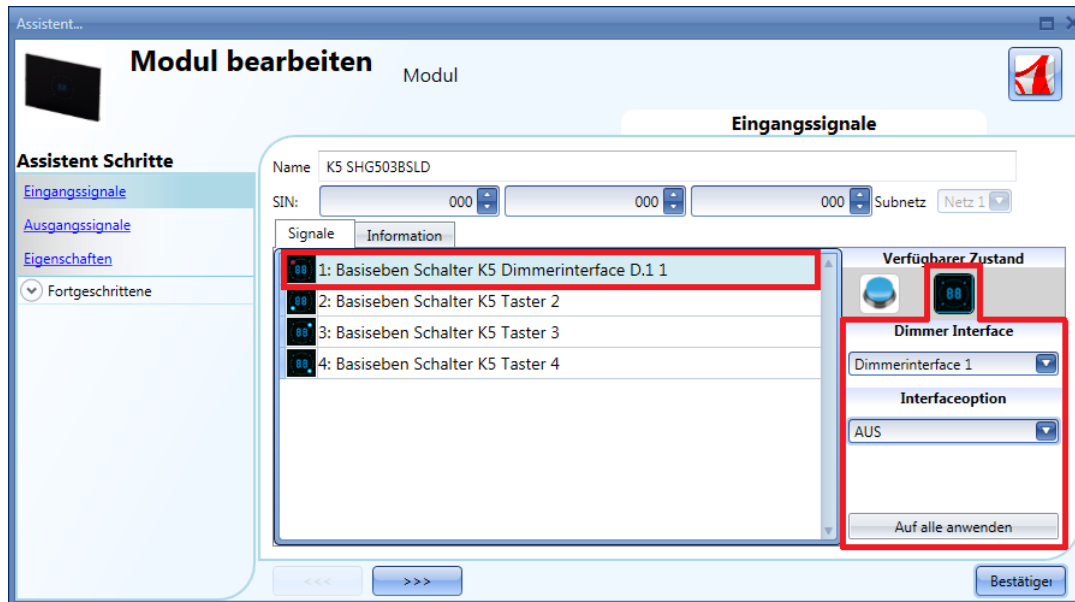 Assistent...
Modul bearbeiten Modul
Eingangssignale
Assistent Schritte
Eingangssignale
Ausgangssignale
Eigenschaften
Fortgeschrittene
Name K5 SHG503BSLD
SIN: 000 000 000 Subnetz Netz 1
Signale Information
1: Basiseben Schalter K5 Dimmerinterface D.1 1
2: Basiseben Schalter K5 Taster 2
3: Basiseben Schalter K5 Taster 3
4: Basiseben Schalter K5 Taster 4
Verfügbarer Zustand
88
Dimmer Interface
Dimmerinterface 1
Interfaceoption
AUS
Auf alle anwenden
<<< >>> Bestätiger